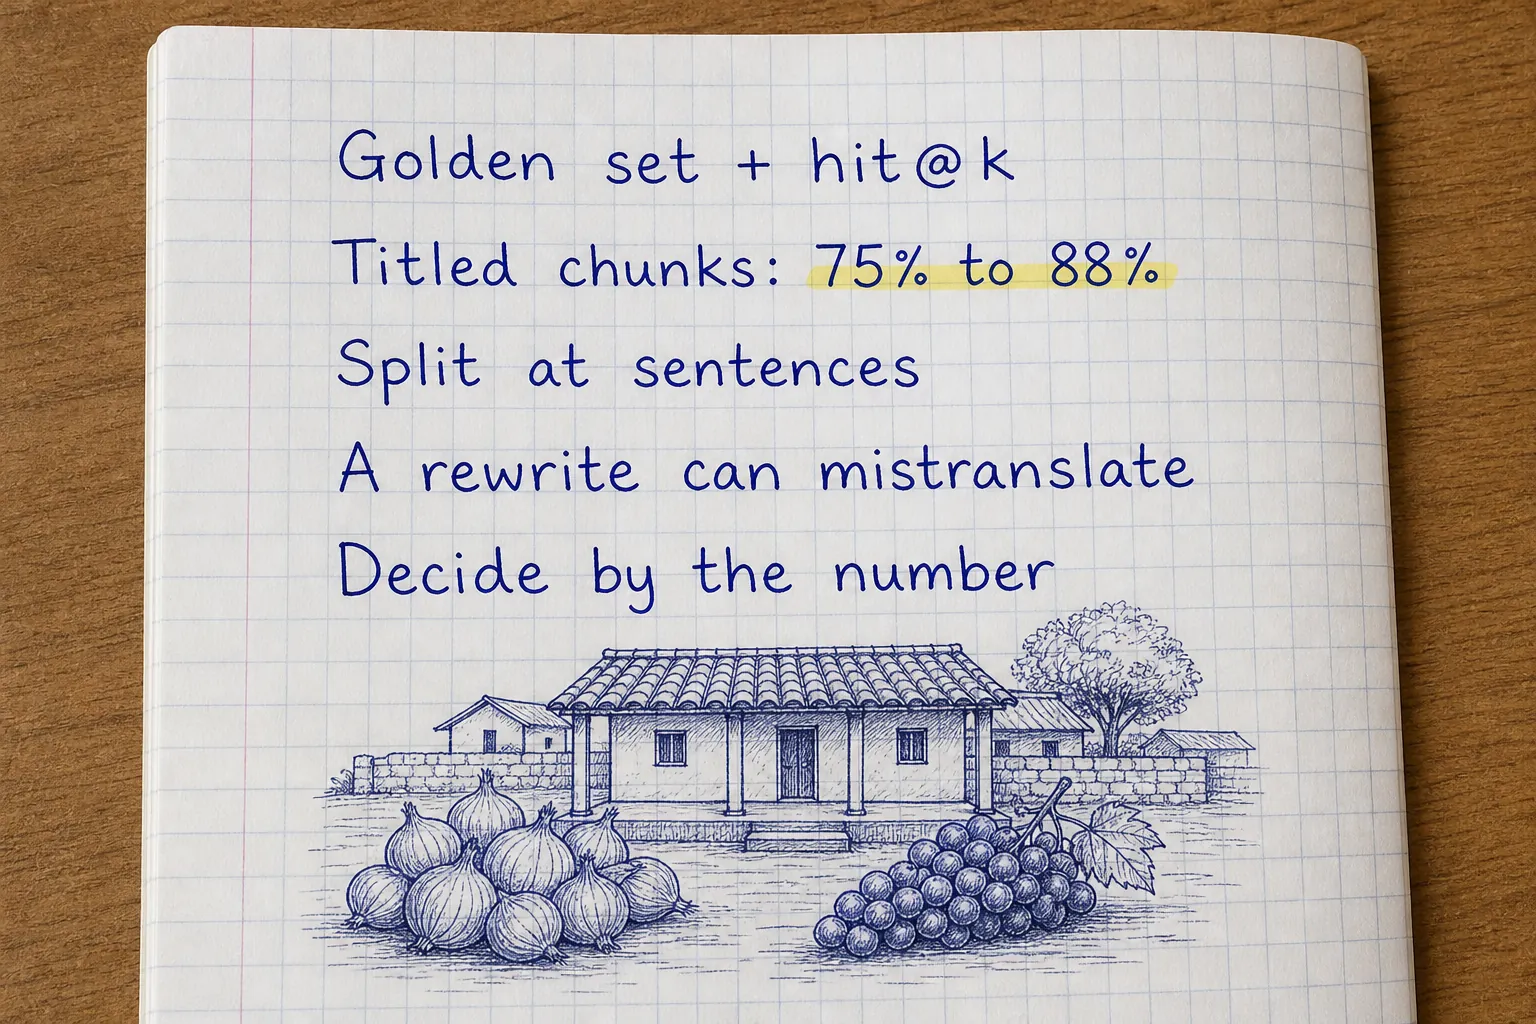 Golden set + hit@k
Titled chunks: 75% to 88%
Split at sentences
A rewrite can mistranslate
Decide by the number